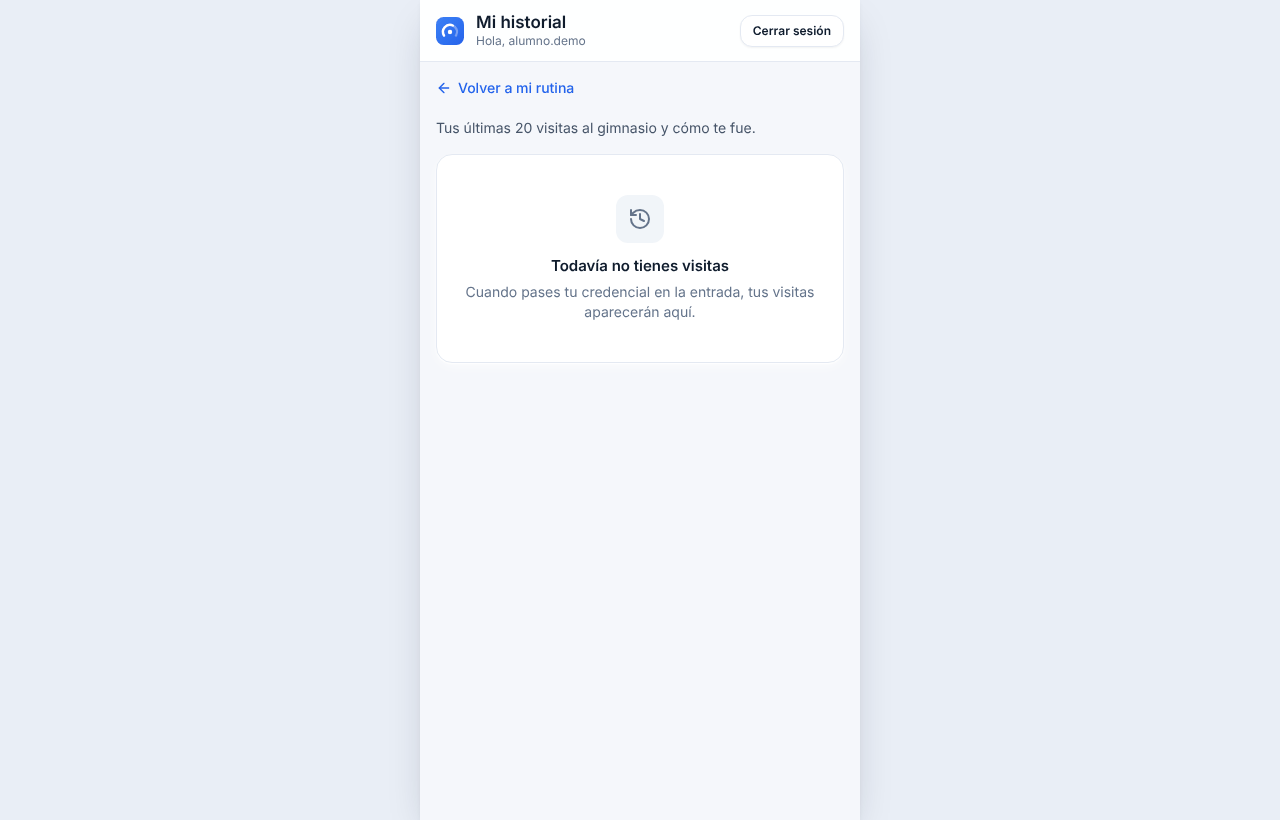 Mi historial
Hola, alumno.demo
Cerrar sesión
Volver a mi rutina
Tus últimas 20 visitas al gimnasio y cómo te fue.
Todavía no tienes visitas
Cuando pases tu credencial en la entrada, tus visitas
aparecerán aquí.